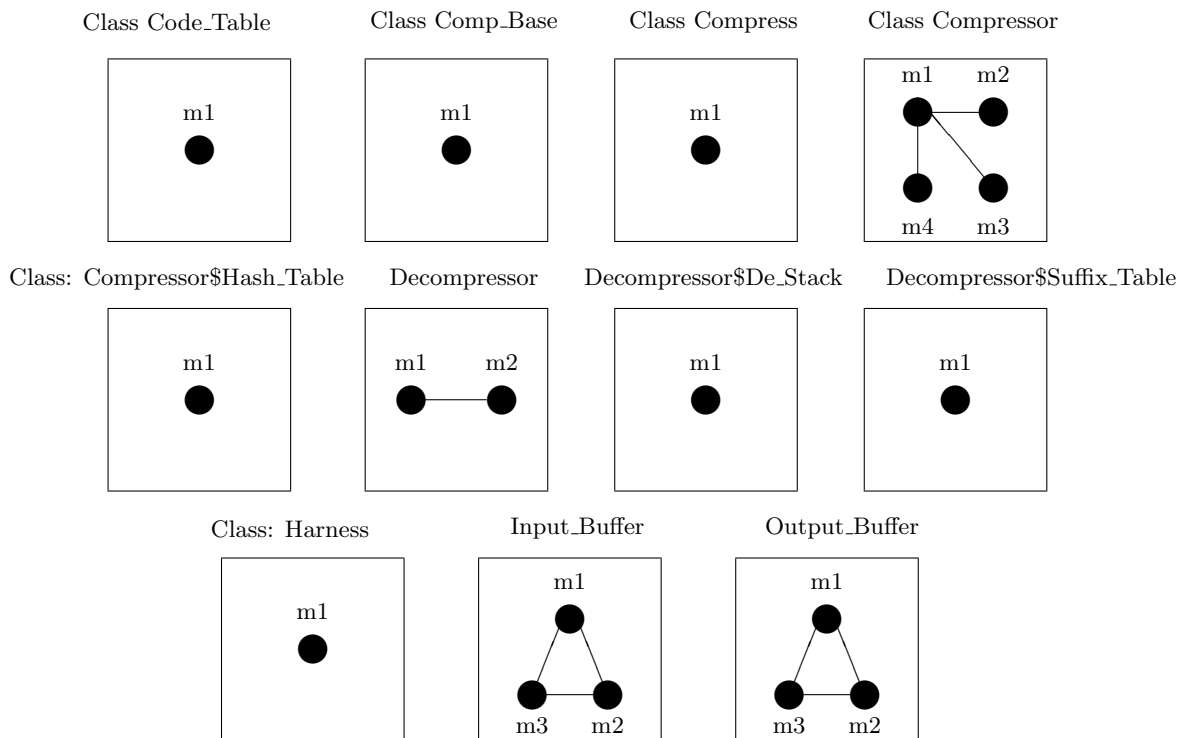 Class Code_Table Class Comp_Base Class Compress Class Compressor
m1 m2
m1 m1 m1
m4 m3
Class: Compressor$Hash_Table Decompressor Decompressor$De_Stack Decompressor$Suffix_Table
m1 m1 m2 m1 m1
Class: Harness Input_Buffer Output_Buffer
m1 m1
m1
m3 m2 m3 m2